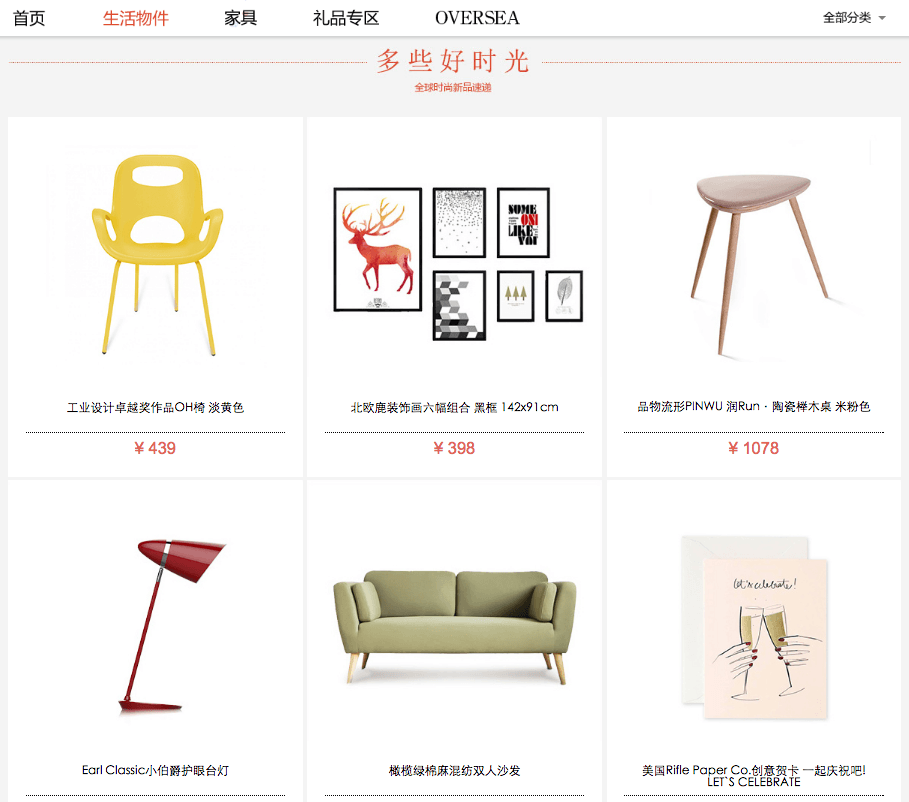 首页 生活物件 家具 礼品专区 OVERSEA 全部分类
多些好时光
全球时尚新品速递
SOME
ONE
LIKE
YOU
工业设计卓越奖作品OH椅 淡黄色
北欧鹿装饰画六幅组合 黑框 142x91cm
品物流形PINWU 润Run · 陶瓷榉木桌 米粉色
¥ 439
¥ 398
¥ 1078
let's celebrate!
Earl Classic小伯爵护眼台灯
橄榄绿棉麻混纺双人沙发
美国Rifle Paper Co.创意贺卡 一起庆祝吧!
LET`S CELEBRATE